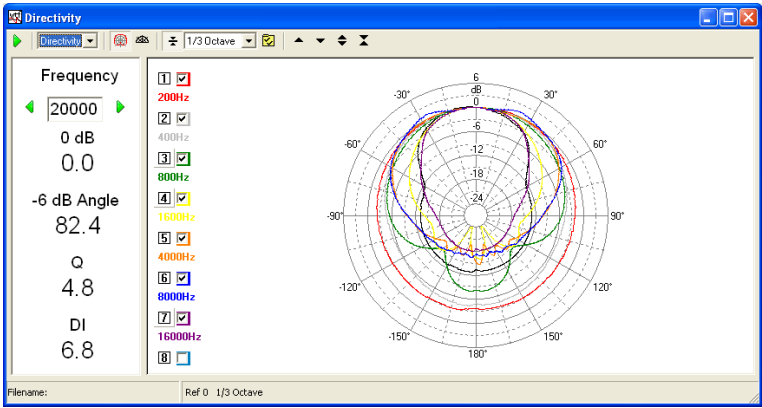 Directivity
Directivity
1/3 Octave
Frequency
20000
0 dB
0.0
-6 dB Angle
82.4
Q
4.8
DI
6.8
1
200Hz
2
400Hz
3
800Hz
4
1600Hz
5
4000Hz
6
8000Hz
7
16000Hz
8
6
dB
0
-6
-12
-18
-24
-30°
30°
-60°
60°
-90°
90°
-120°
120°
-150°
150°
180°
Filename:
Ref 0 1/3 Octave